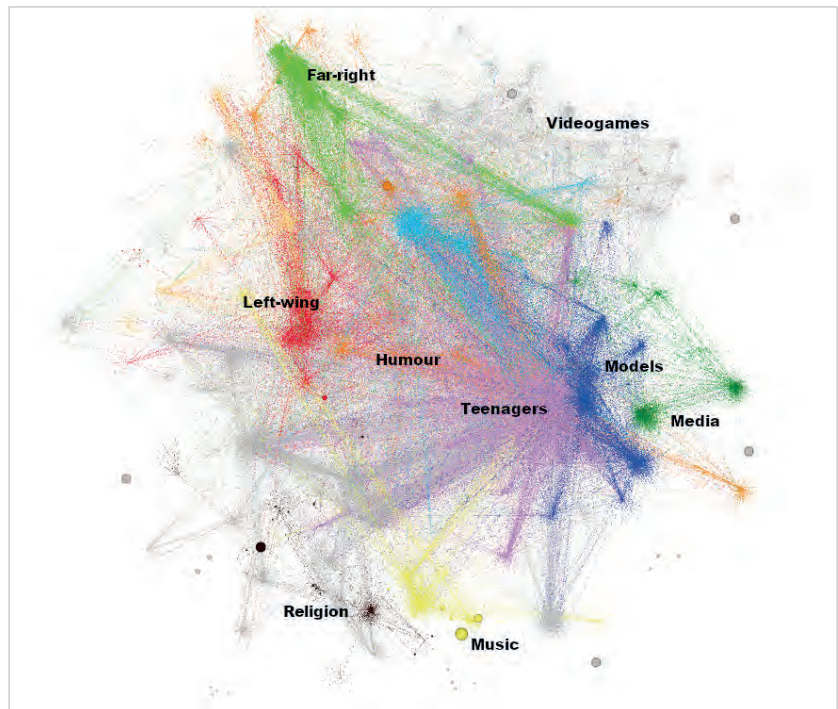 Far-right
Videogames
Left-wing
Humour
Models
Teenagers
Media
Religion
Music